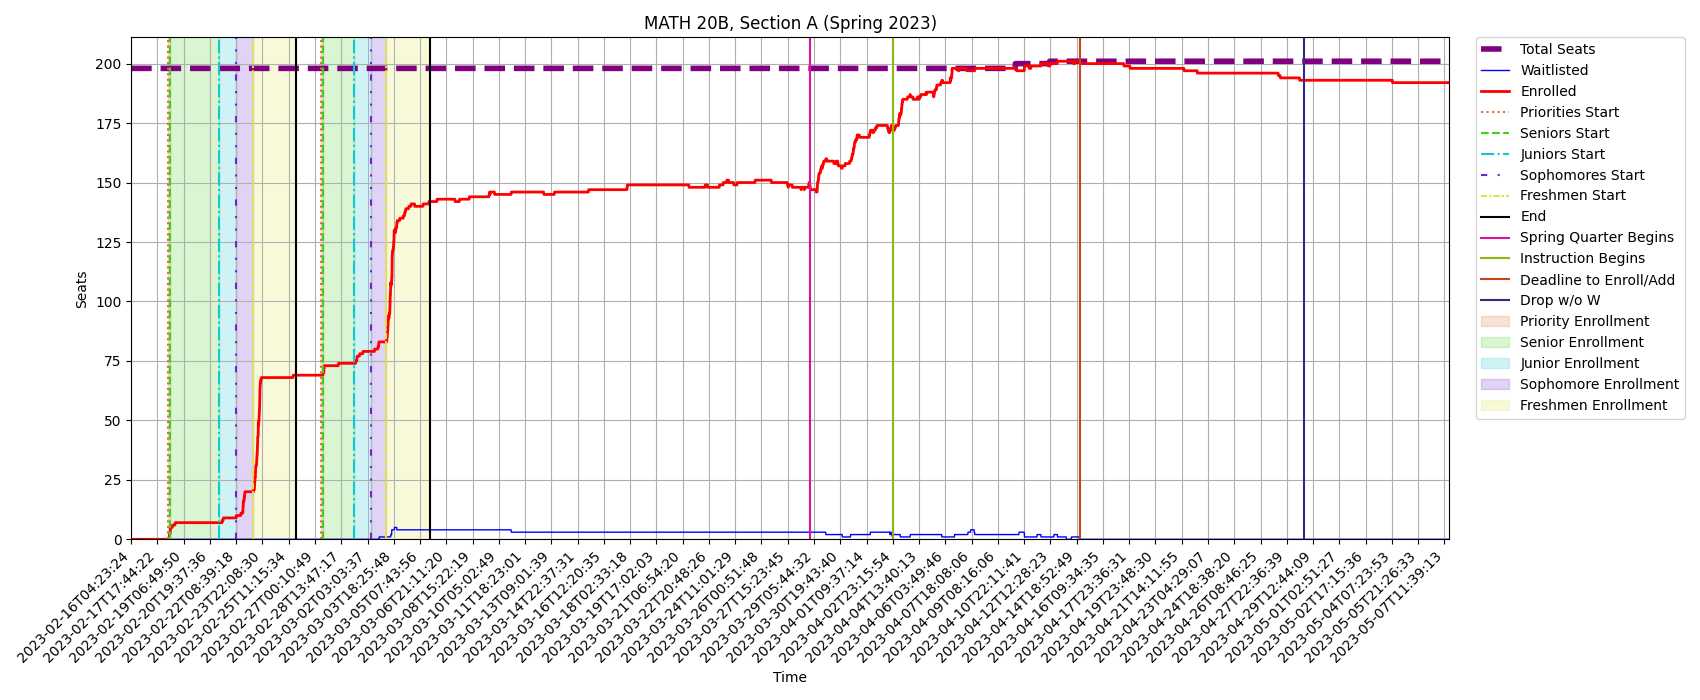 MATH 20B, Section A (Spring 2023)
Seats
200
175
150
125
100
75
50
25
0
2023-02-16T04:23:24
2023-02-17T17:44:22
2023-02-19T06:49:50
2023-02-20T19:37:36
2023-02-22T08:39:18
2023-02-23T22:08:30
2023-02-25T11:15:34
2023-02-27T00:10:49
2023-02-28T13:47:17
2023-03-02T03:03:37
2023-03-03T18:25:48
2023-03-05T07:43:56
2023-03-06T21:11:20
2023-03-08T15:22:19
2023-03-10T05:02:49
2023-03-11T18:23:01
2023-03-13T09:01:39
2023-03-14T22:37:31
2023-03-16T12:20:35
2023-03-18T02:33:18
2023-03-19T17:02:03
2023-03-21T06:54:20
2023-03-22T20:48:26
2023-03-24T11:01:29
2023-03-26T00:51:48
2023-03-27T15:23:45
2023-03-29T05:44:32
2023-03-30T19:43:40
2023-04-01T09:37:14
2023-04-02T23:15:54
2023-04-04T13:40:13
2023-04-06T03:49:46
2023-04-07T18:08:06
2023-04-09T08:16:06
2023-04-10T22:11:41
2023-04-12T12:28:23
2023-04-14T18:52:49
2023-04-16T09:34:35
2023-04-17T23:36:31
2023-04-19T23:48:30
2023-04-21T14:11:55
2023-04-23T04:29:07
2023-04-24T18:38:20
2023-04-26T08:46:25
2023-04-27T22:36:39
2023-04-29T12:44:09
2023-05-01T02:51:27
2023-05-02T17:15:36
2023-05-04T07:23:53
2023-05-05T21:26:33
2023-05-07T11:39:13
Time
Total Seats
Waitlisted
Enrolled
Priorities Start
Seniors Start
Juniors Start
Sophomores Start
Freshmen Start
End
Spring Quarter Begins
Instruction Begins
Deadline to Enroll/Add
Drop w/o W
Priority Enrollment
Senior Enrollment
Junior Enrollment
Sophomore Enrollment
Freshmen Enrollment